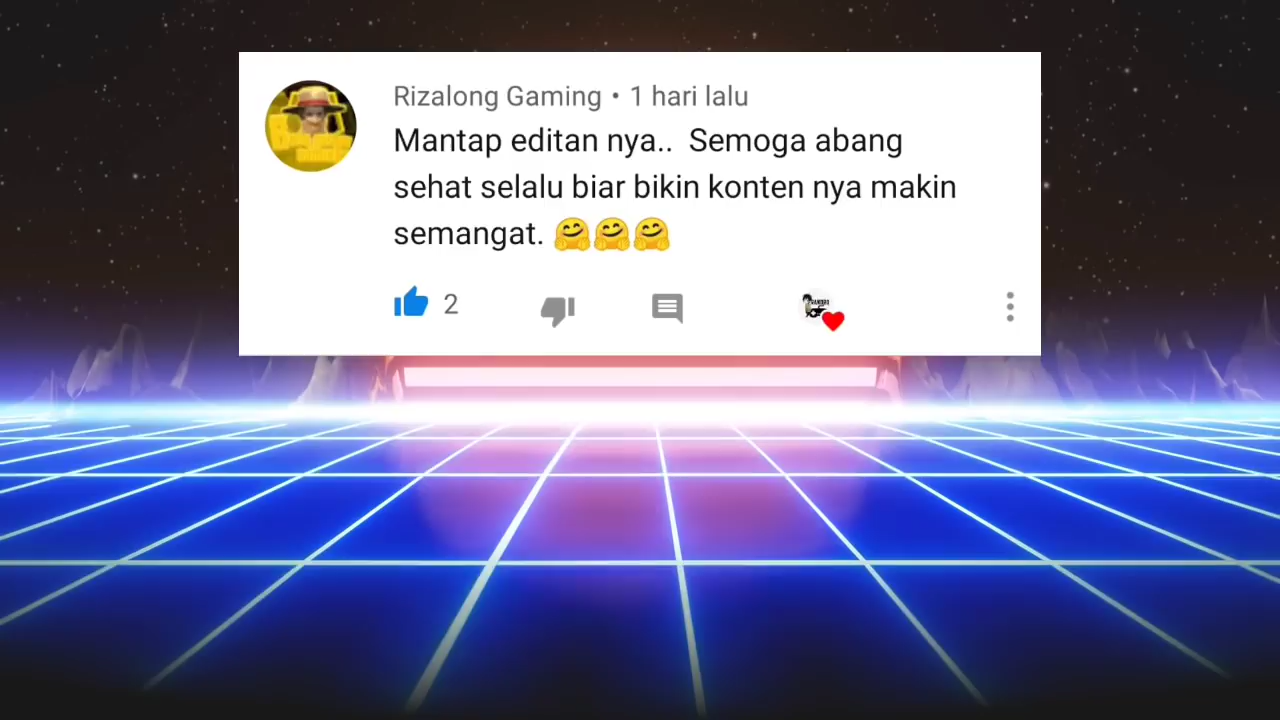 Rizalong Gaming • 1 hari lalu
Mantap editan nya..  Semoga abang
sehat selalu biar bikin konten nya makin
semangat. 🤗🤗🤗
2